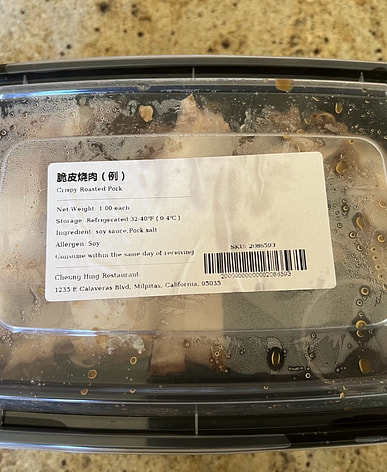 脆皮烧肉（例）
Crispy Roasted Pork
Net Weight: 1.00 each
Storage: Refrigerated 32-40°F ( 0-4°C )
Ingredient: soy sauce,Pork,salt
Allergen: Soy
Consume within the same day of receiving
SKU: 2086593
Cheung Hing Restaurant
1235 E Calaveras Blvd, Milpitas, California, 95035